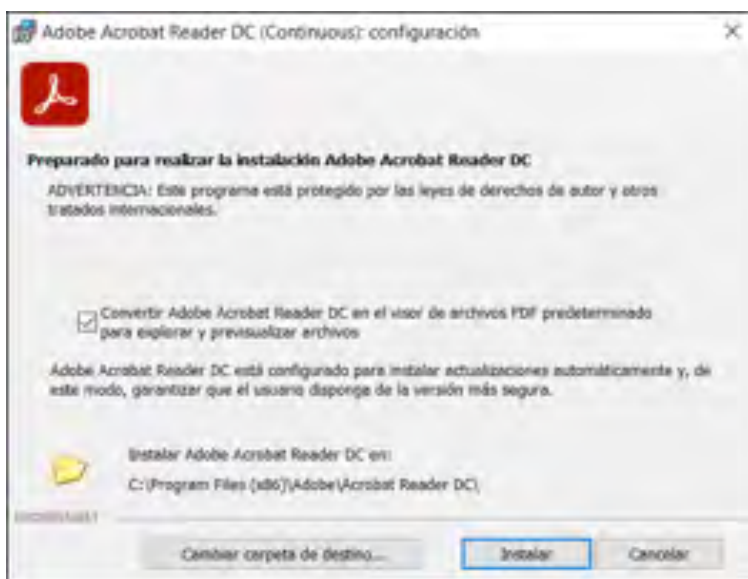 Adobe Acrobat Reader DC (Continuous): configuración
Preparado para realizar la instalación Adobe Acrobat Reader DC
ADVERTENCIA: Este programa está protegido por las leyes de derechos de autor y otros
tratados internacionales.
Convertir Adobe Acrobat Reader DC en el visor de archivos PDF predeterminado
para explorar y previsualizar archivos
Adobe Acrobat Reader DC está configurado para instalar actualizaciones automáticamente y, de
este modo, garantizar que el usuario disponga de la versión más segura.
Instalar Adobe Acrobat Reader DC en:
C:\Program Files (x86)\Adobe\Acrobat Reader DC\
Cambiar carpeta de destino...
Instalar
Cancelar